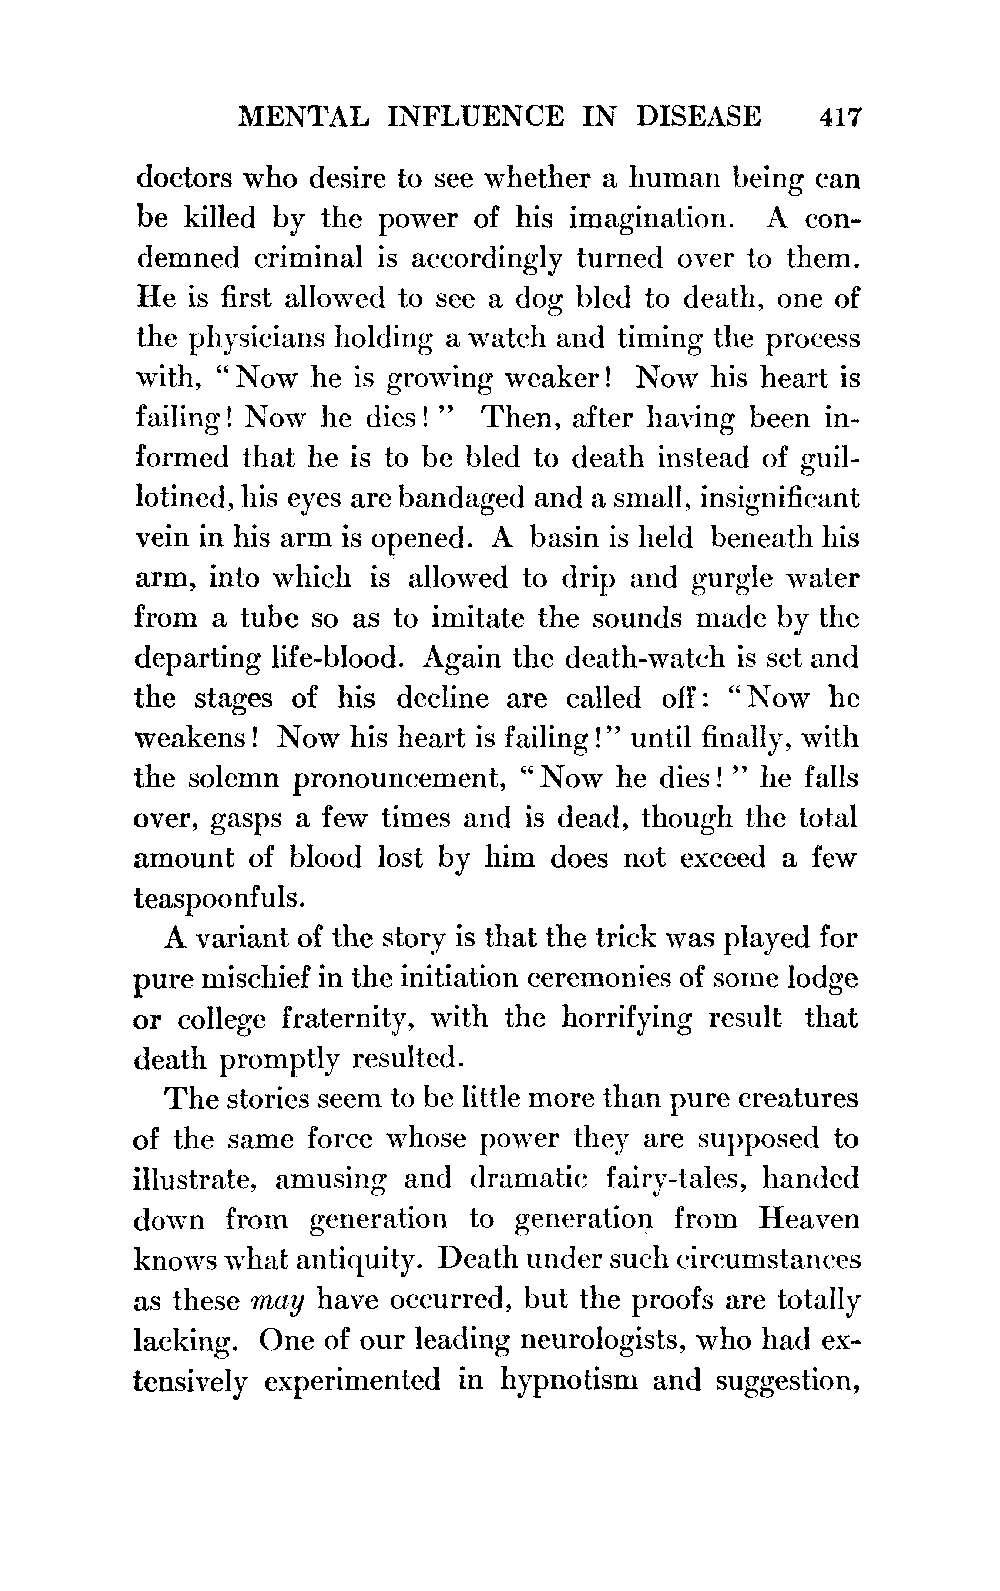 MENTAL INFLUENCE IN DISEASE 417
doctors who desire to see whether a human being can
be killed by the power of his imagination. A con-
demned criminal is accordingly turned over to them.
He is first allowed to see a dog bled to death, one of
the physicians holding a watch and timing the process
with, “Now he is growing weaker! Now his heart is
failing! Now he dies!” Then, after having been in-
formed that he is to be bled to death instead of guil-
lotined, his eyes are bandaged and a small, insignificant
vein in his arm is opened. A basin is held beneath his
arm, into which is allowed to drip and gurgle water
from a tube so as to imitate the sounds made by the
departing life-blood. Again the death-watch is set and
the stages of his decline are called off: “Now he
weakens! Now his heart is failing!” until finally, with
the solemn pronouncement, “Now he dies!” he falls
over, gasps a few times and is dead, though the total
amount of blood lost by him does not exceed a few
teaspoonfuls.
A variant of the story is that the trick was played for
pure mischief in the initiation ceremonies of some lodge
or college fraternity, with the horrifying result that
death promptly resulted.
The stories seem to be little more than pure creatures
of the same force whose power they are supposed to
illustrate, amusing and dramatic fairy-tales, handed
down from generation to generation from Heaven
knows what antiquity. Death under such circumstances
as these may have occurred, but the proofs are totally
lacking. One of our leading neurologists, who had ex-
tensively experimented in hypnotism and suggestion,